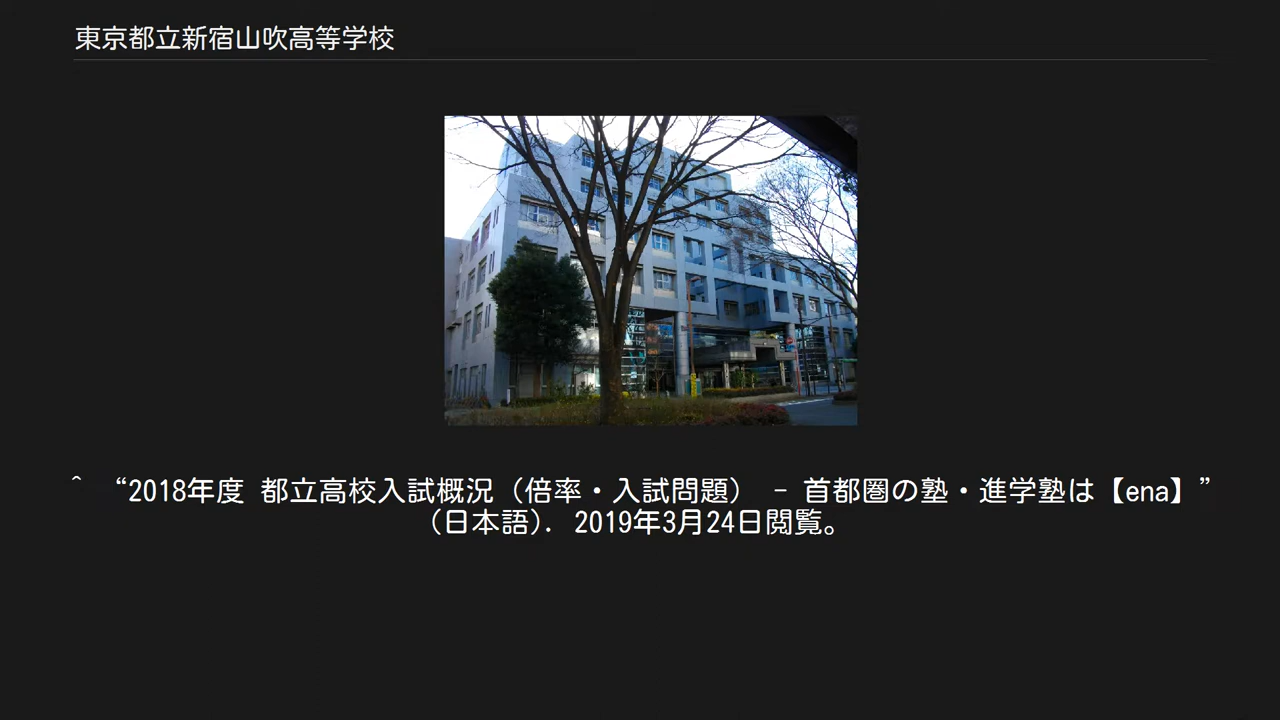 東京都立新宿山吹高等学校
^ “2018年度 都立高校入試概況（倍率・入試問題） - 首都圏の塾・進学塾は【ena】”
（日本語）. 2019年3月24日閲覧。